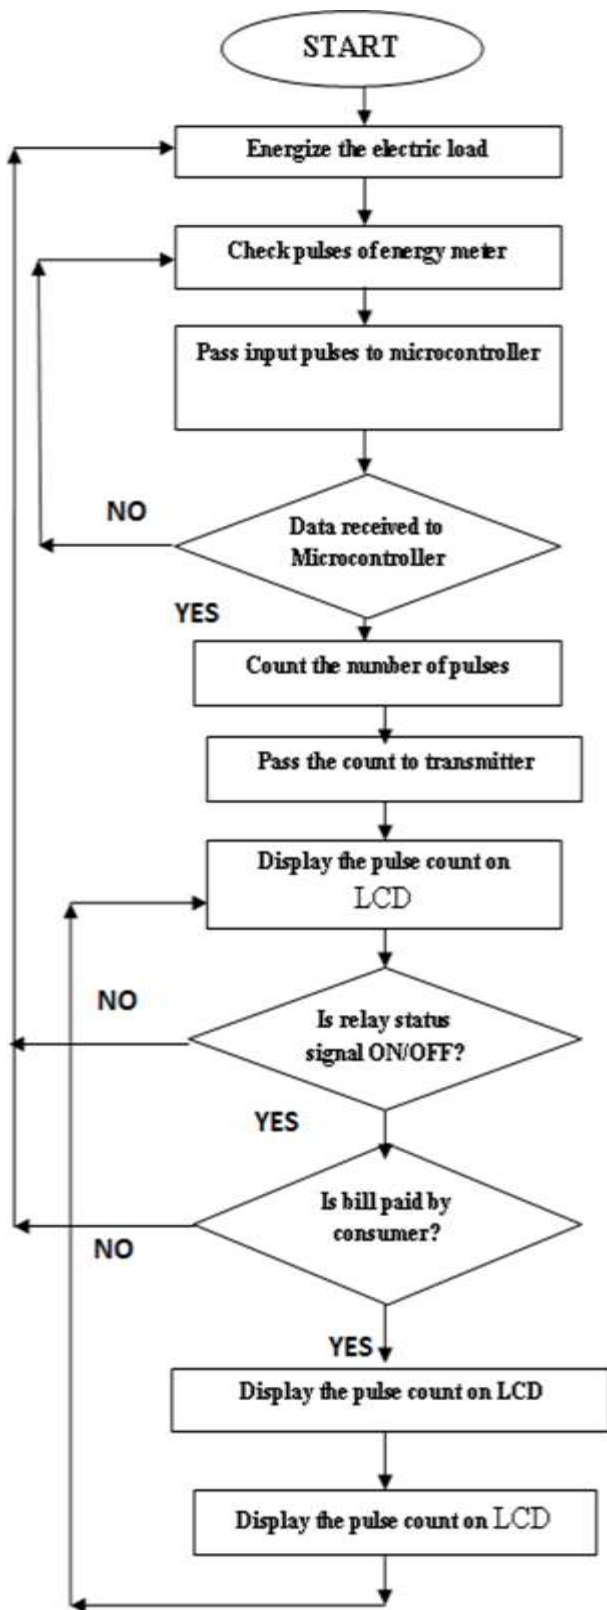 START
Energize the electric load
Check pulses of energy meter
Pass input pulses to microcontroller
NO
Data received to
Microcontroller
YES
Count the number of pulses
Pass the count to transmitter
Display the pulse count on
LCD
NO
Is relay status
signal ON/OFF?
YES
Is bill paid by
consumer?
NO
YES
Display the pulse count on LCD
Display the pulse count on LCD